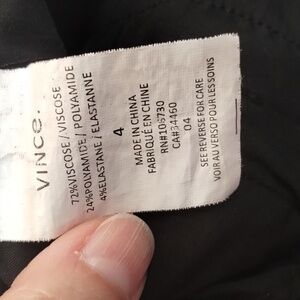 VINCE.
72%VISCOSE/VISCOSE
24%POLYAMIDE/POLYAMIDE
4%ELASTANE/ELASTANNE
4
MADE IN CHINA
FABRIQUÉ EN CHINE
RN#106730
CA#34460
04
SEE REVERSE FOR CARE
VOIR AU VERSO POUR LES SOINS